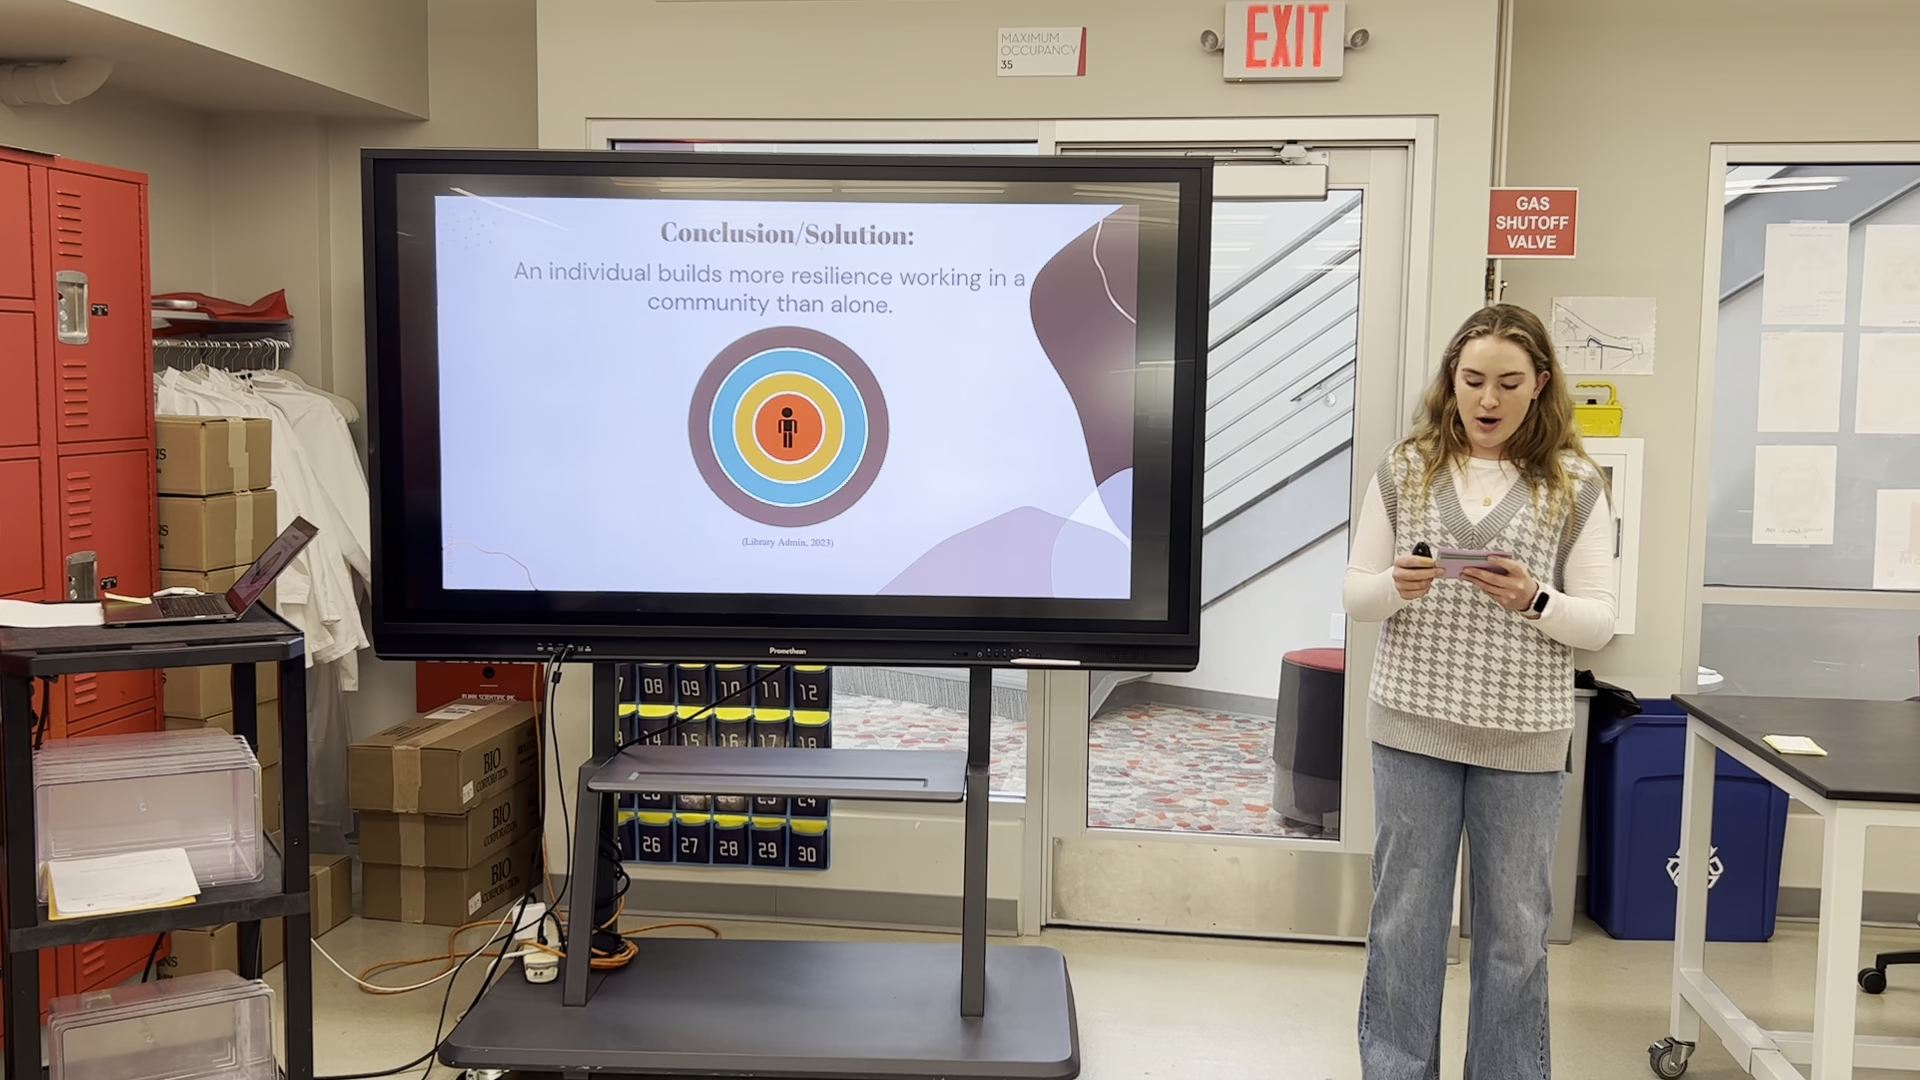 MAXIMUM
OCCUPANCY
35
EXIT
GAS
SHUTOFF
VALVE
Conclusion/Solution:
An individual builds more resilience working in a
community than alone.
(Library Admin, 2023)
Promethean
08 09 10 11 12
14 15 16 17 18
24
26 27 28 29 30
BIO
CORPORATION
BIO
CORPORATION
BIO
CORPORATION